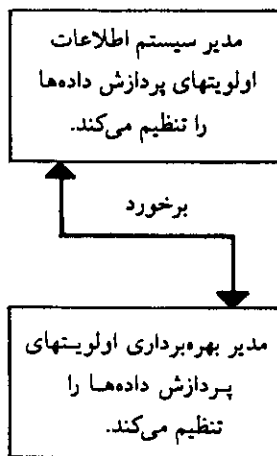 مدیر سیستم اطلاعات
اولویتهای پردازش داده‌ها
را تنظیم می‌کند.
برخورد
مدیر بهره‌برداری اولویتهای
پردازش داده‌ها را
تنظیم می‌کند.